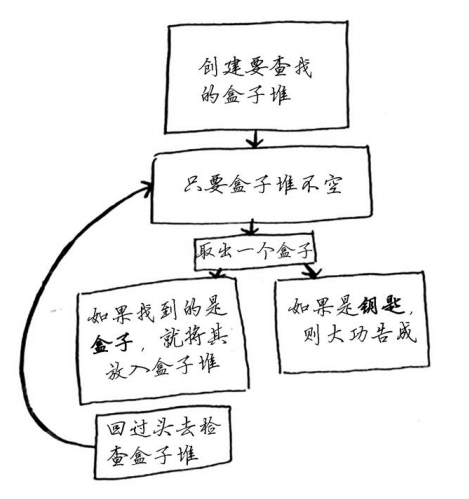 创建要查找
的盒子堆
只要盒子堆不空
取出一个盒子
如果找到的是
盒子，就将其
放入盒子堆
如果是钥匙，
则大功告成
回过头去检
查盒子堆